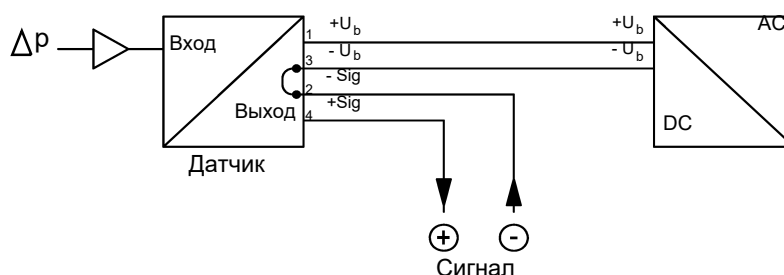 Δp
Вход
Выход
Датчик
1
+U_b
3
- U_b
- Sig
2
+Sig
4
+U_b
- U_b
AC
DC
+
-
Сигнал